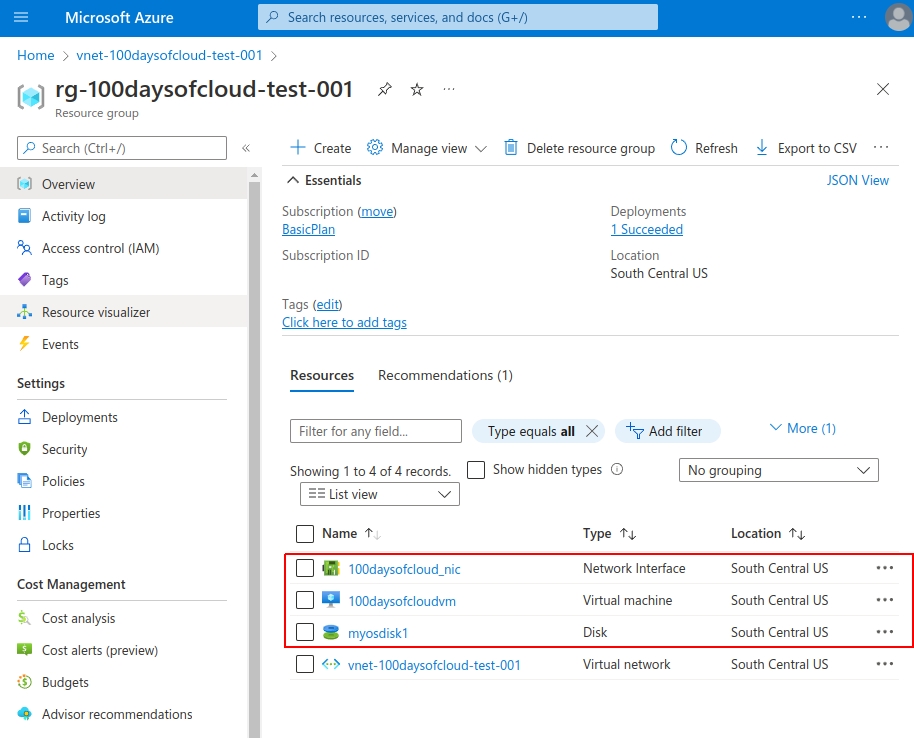 Microsoft Azure
Search resources, services, and docs (G+/)
Home > vnet-100daysofcloud-test-001 >
rg-100daysofcloud-test-001
Resource group
Search (Ctrl+/)
Overview
Activity log
Access control (IAM)
Tags
Resource visualizer
Events
Settings
Deployments
Security
Policies
Properties
Locks
Cost Management
Cost analysis
Cost alerts (preview)
Budgets
Advisor recommendations
Create Manage view Delete resource group Refresh Export to CSV
Essentials JSON View
Subscription (move) Deployments
BasicPlan 1 Succeeded
Subscription ID Location
South Central US
Tags (edit)
Click here to add tags
Resources Recommendations (1)
Filter for any field... Type equals all Add filter More (1)
Showing 1 to 4 of 4 records. Show hidden types No grouping
List view
Name Type Location
100daysofcloud_nic Network Interface South Central US
100daysofcloudvm Virtual machine South Central US
myosdisk1 Disk South Central US
vnet-100daysofcloud-test-001 Virtual network South Central US